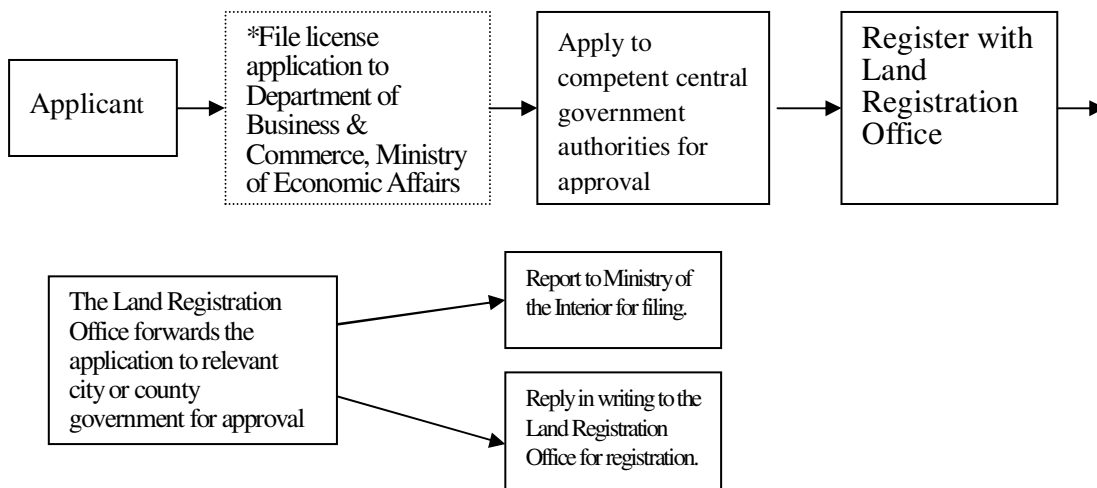 Applicant
*File license
application to
Department of
Business &
Commerce, Ministry
of Economic Affairs
Apply to
competent central
government
authorities for
approval
Register with
Land
Registration
Office
The Land Registration
Office forwards the
application to relevant
city or county
government for approval
Report to Ministry of
the Interior for filing.
Reply in writing to the
Land Registration
Office for registration.